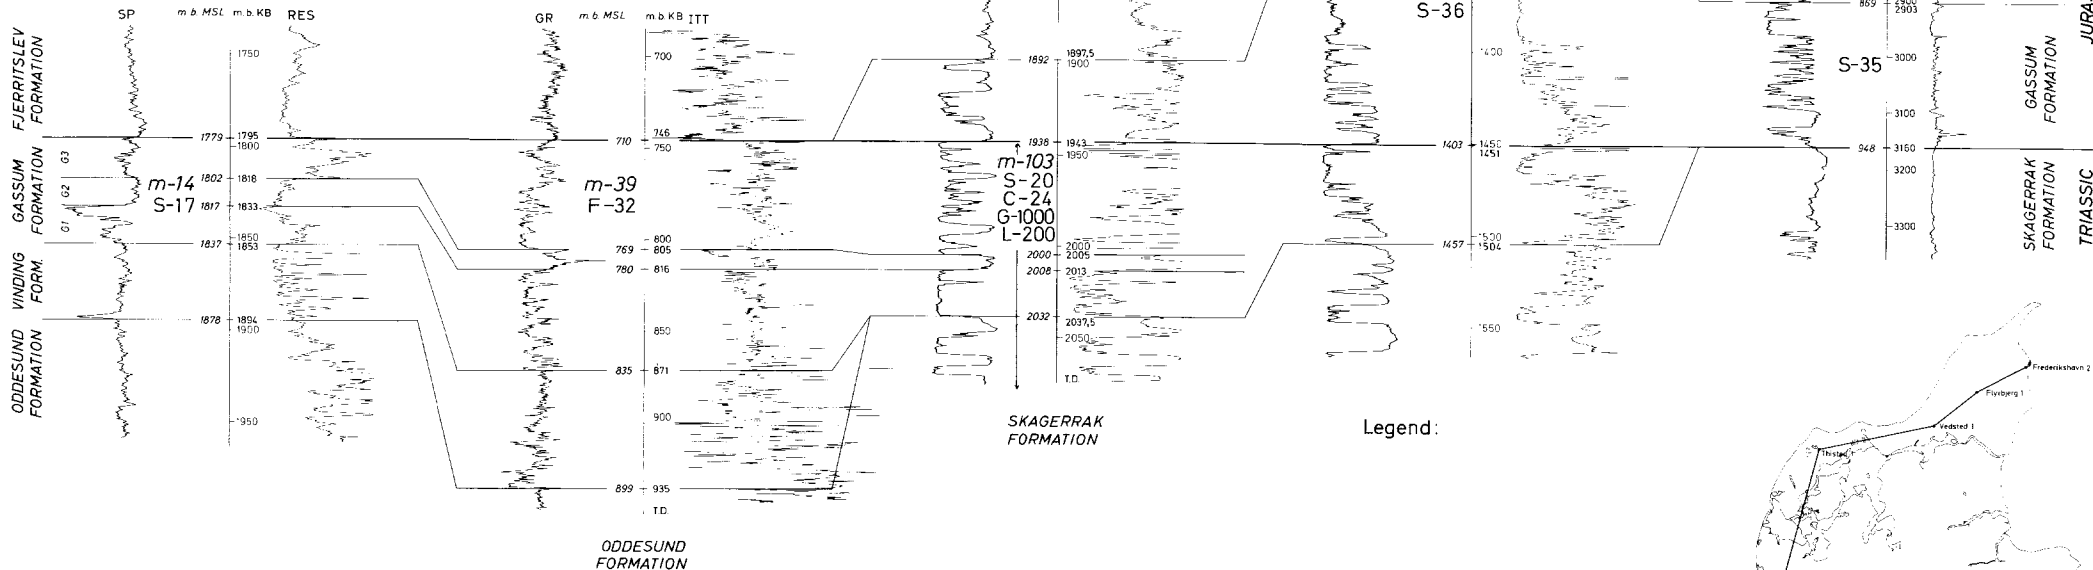 SP m.b. MSL m.b. KB RES
GR m.b. MSL m.b. KB ITT
S-36
869 2900
2903
JURA
FJERRITSLEV
FORMATION
1750
700
1892 1897,5
1900
1400
S-35 3000
GASSUM
FORMATION
3100
1779 1795
1800
710 746
750
1938 1943
1950
1403 1450
1451
948 3150
3200
GASSUM
FORMATION
G3
G2
G1
1802 1818
m-14
S-17
1817 1833
1850
1837 1853
m-39
F-32
800
769 805
780 816
m-103
S-20
C-24
G-1000
L-200
2000
2000 2005
2008 2013
1500
1457 1504
SKAGERRAK
FORMATION
TRIASSIC
3300
VINDING
FORM.
1878 1894
1900
850
2032 2037,5
2050
1550
ODDESUND
FORMATION
835 871
T.D.
1950
900
899 935
T.D.
SKAGERRAK
FORMATION
Legend:
ODDESUND
FORMATION
Frederikshavn 2
Flyvbjerg 1
Vedsted 1
Thisted 1